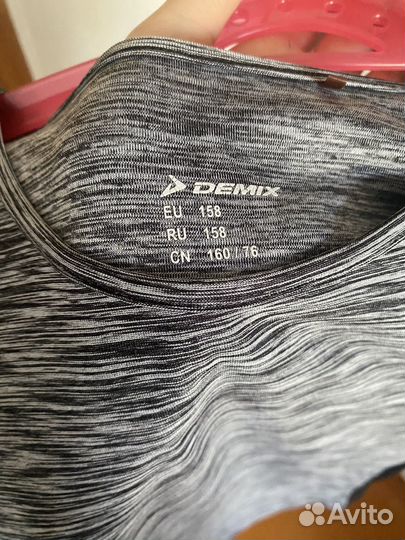 DEMIX
EU 158
RU 158
CN 160 / 76
Avito